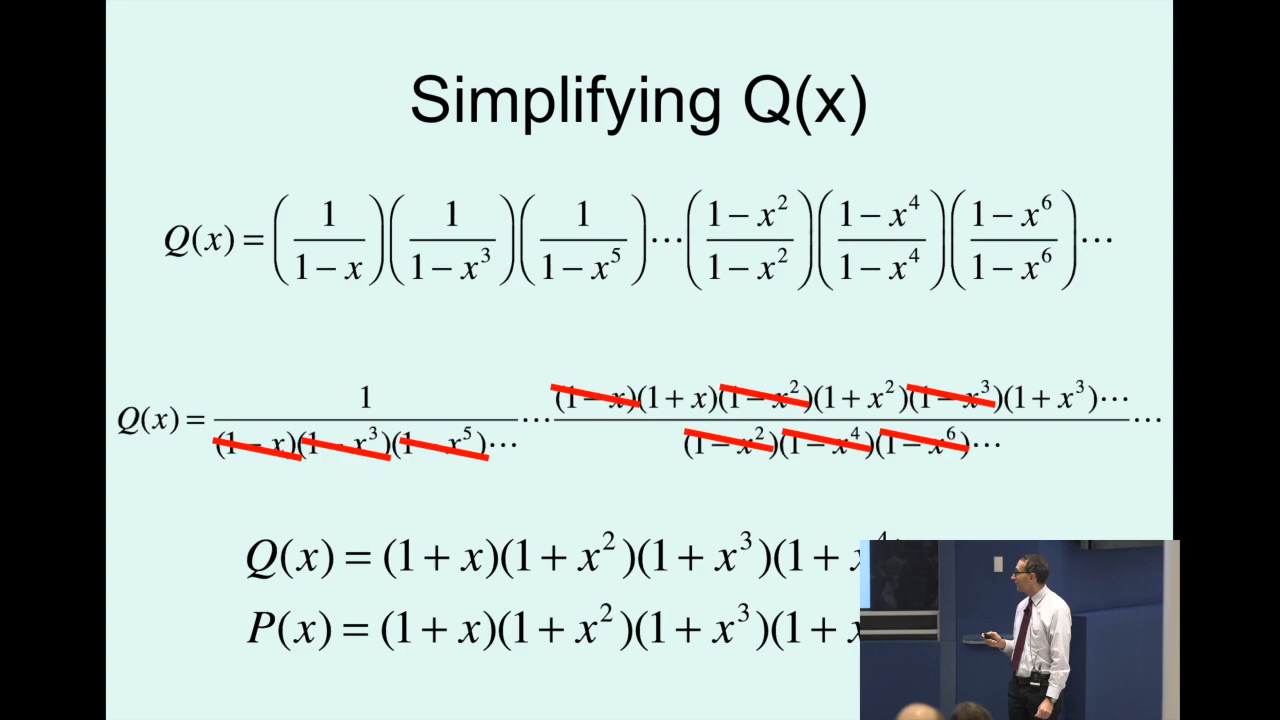 Simplifying Q(x)
Q(x) = (1/(1 − x))(1/(1 − x³))(1/(1 − x⁵))⋯((1 − x²)/(1 − x²))((1 − x⁴)/(1 − x⁴))((1 − x⁶)/(1 − x⁶))⋯
Q(x) = 1/((1 − x)(1 − x³)(1 − x⁵)⋯) ⋯ ((1 − x)(1 + x)(1 − x²)(1 + x²)(1 − x³)(1 + x³)⋯)/((1 − x²)(1 − x⁴)(1 − x⁶)⋯) ⋯
Q(x) = (1 + x)(1 + x²)(1 + x³)(1 + x⁴)
P(x) = (1 + x)(1 + x²)(1 + x³)(1 + x